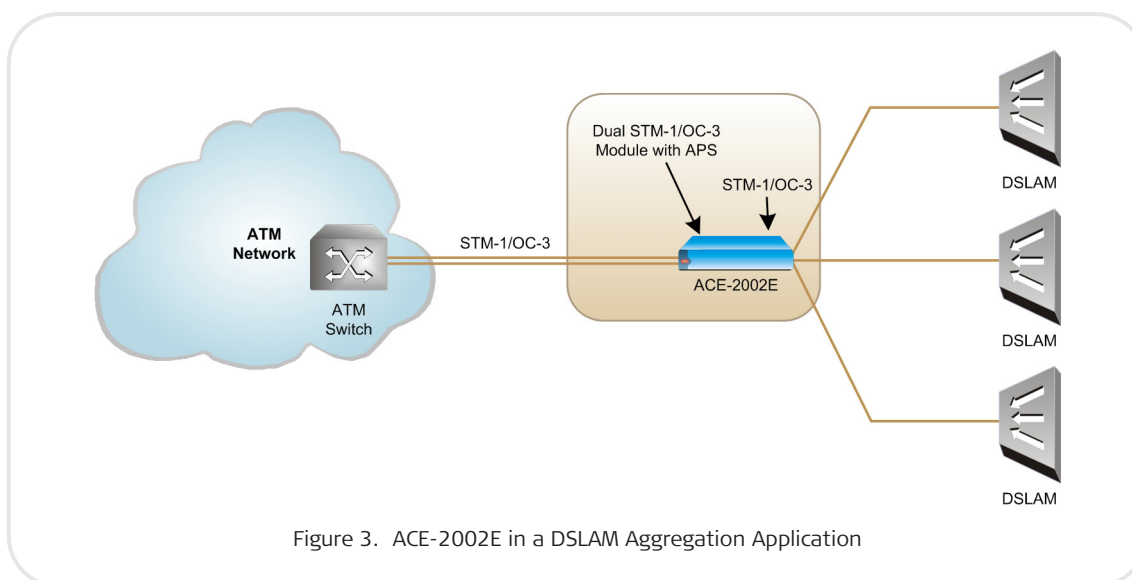 ATM
Network
ATM
Switch
STM-1/OC-3
Dual STM-1/OC-3
Module with APS
STM-1/OC-3
ACE-2002E
DSLAM
DSLAM
DSLAM
Figure 3. ACE-2002E in a DSLAM Aggregation Application